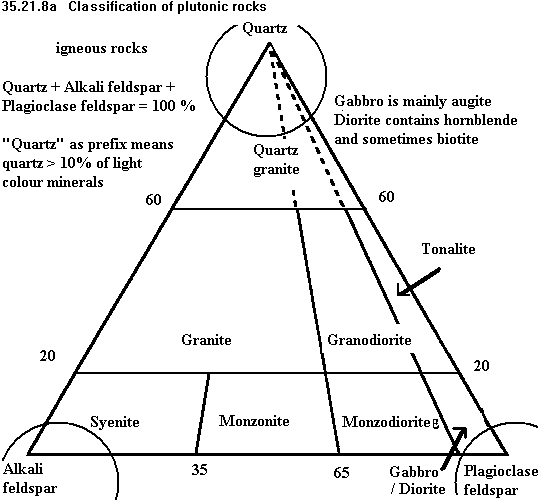 35.21.8a Classification of plutonic rocks
Quartz
igneous rocks
Quartz + Alkali feldspar +
Plagioclase feldspar = 100 %
"Quartz" as prefix means
quartz > 10% of light
colour minerals
Gabbro is mainly augite
Diorite contains hornblende
and sometimes biotite
Quartz
granite
60
60
Tonalite
Granite
Granodiorite
20
20
Syenite
Monzonite
Monzodiorite
Alkali
feldspar
35
65
Gabbro
/ Diorite
Plagioclase
feldspar